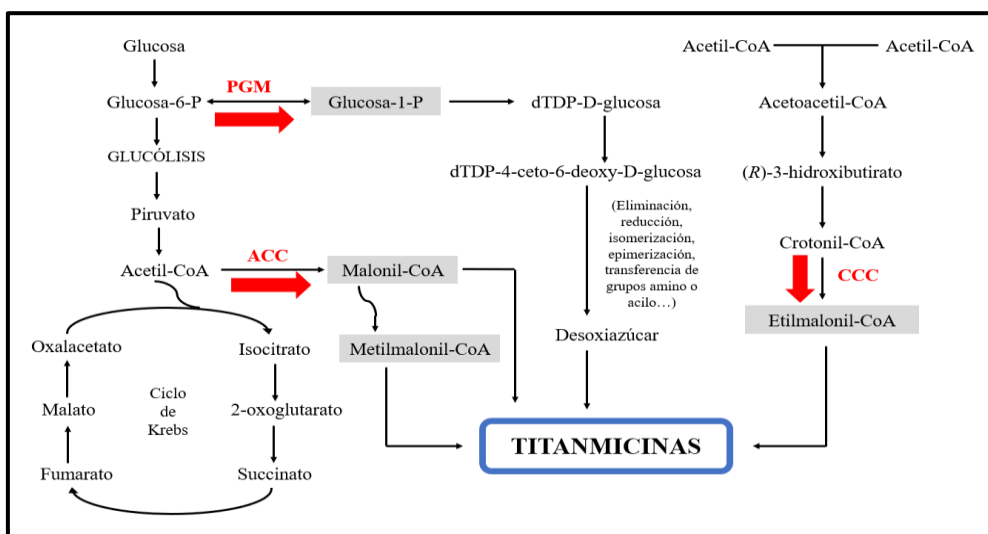 Glucosa
Acetil-CoA
Acetil-CoA
PGM
Glucosa-6-P
Glucosa-1-P
dTDP-D-glucosa
Acetoacetil-CoA
GLUCÓLISIS
dTDP-4-ceto-6-deoxy-D-glucosa
(R)-3-hidroxibutirato
(Eliminación,
reducción,
isomerización,
epimerización,
transferencia de
grupos amino o
acilo…)
Piruvato
Crotonil-CoA
ACC
Acetil-CoA
Malonil-CoA
CCC
Etilmalonil-CoA
Desoxiazúcar
Oxalacetato
Isocitrato
Metilmalonil-CoA
Ciclo
de
Krebs
Malato
2-oxoglutarato
TITANMICINAS
Fumarato
Succinato